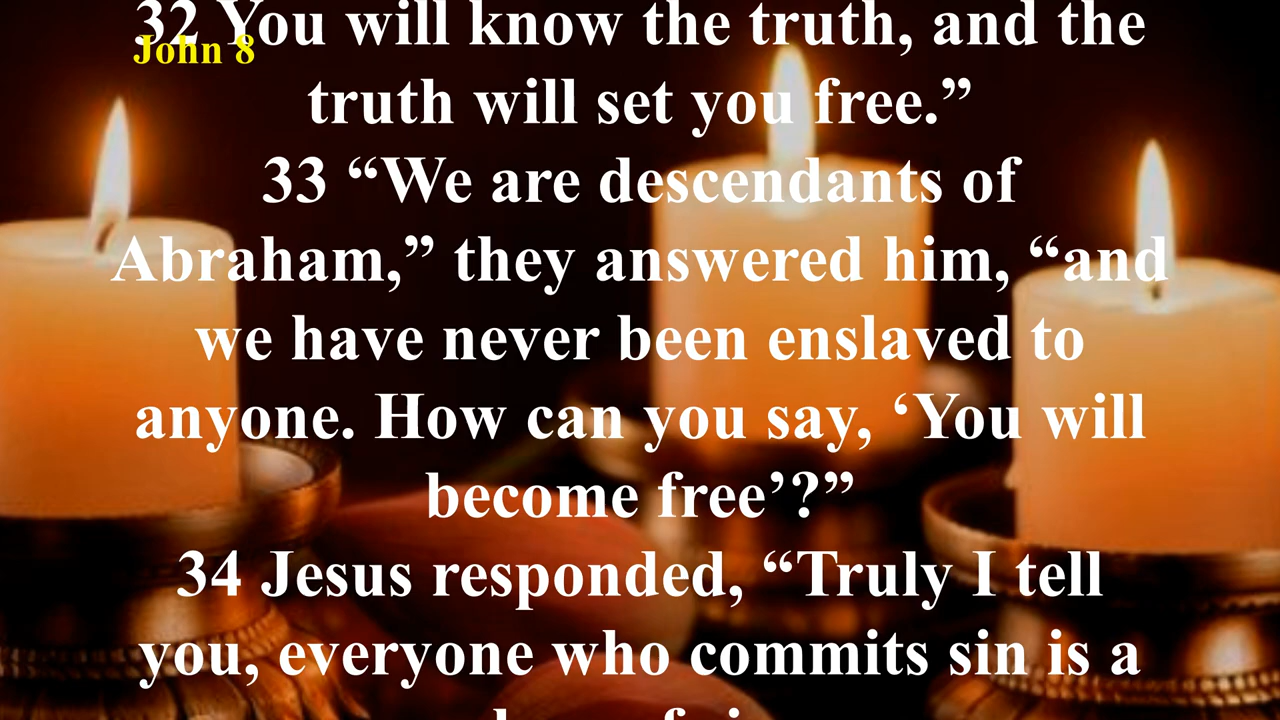 32 You will know the truth, and the
John 8
truth will set you free.”
33 “We are descendants of
Abraham,” they answered him, “and
we have never been enslaved to
anyone. How can you say, ‘You will
become free’?”
34 Jesus responded, “Truly I tell
you, everyone who commits sin is a